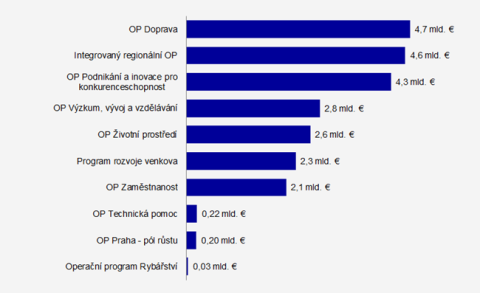 OP Doprava 4,7 mld. €
Integrovaný regionální OP 4,6 mld. €
OP Podnikání a inovace pro
konkurenceschopnost 4,3 mld. €
OP Výzkum, vývoj a vzdělávání 2,8 mld. €
OP Životní prostředí 2,6 mld. €
Program rozvoje venkova 2,3 mld. €
OP Zaměstnanost 2,1 mld. €
OP Technická pomoc 0,22 mld. €
OP Praha - pól růstu 0,20 mld. €
Operační program Rybářství 0,03 mld. €